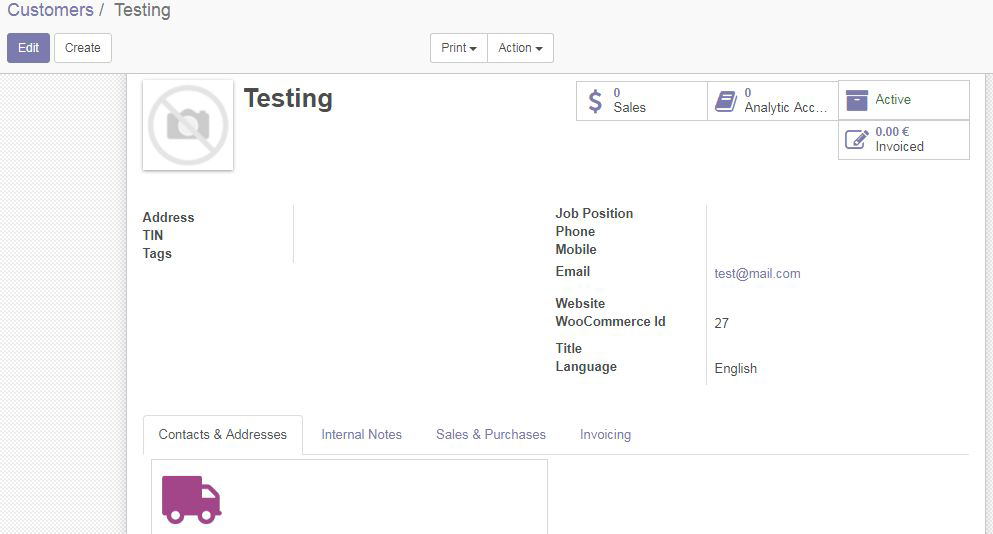 Customers / Testing
Edit
Create
Print
Action
Testing
0
Sales
0
Analytic Acc...
Active
0.00 €
Invoiced
Address
TIN
Tags
Job Position
Phone
Mobile
Email test@mail.com
Website
WooCommerce Id 27
Title
Language English
Contacts & Addresses
Internal Notes
Sales & Purchases
Invoicing